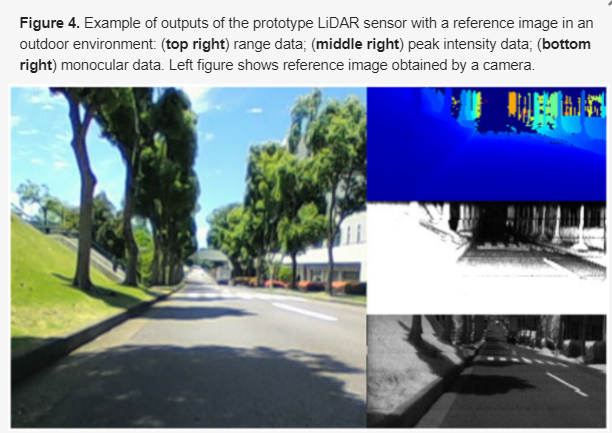 Figure 4. Example of outputs of the prototype LiDAR sensor with a reference image in an
outdoor environment: (top right) range data; (middle right) peak intensity data; (bottom
right) monocular data. Left figure shows reference image obtained by a camera.